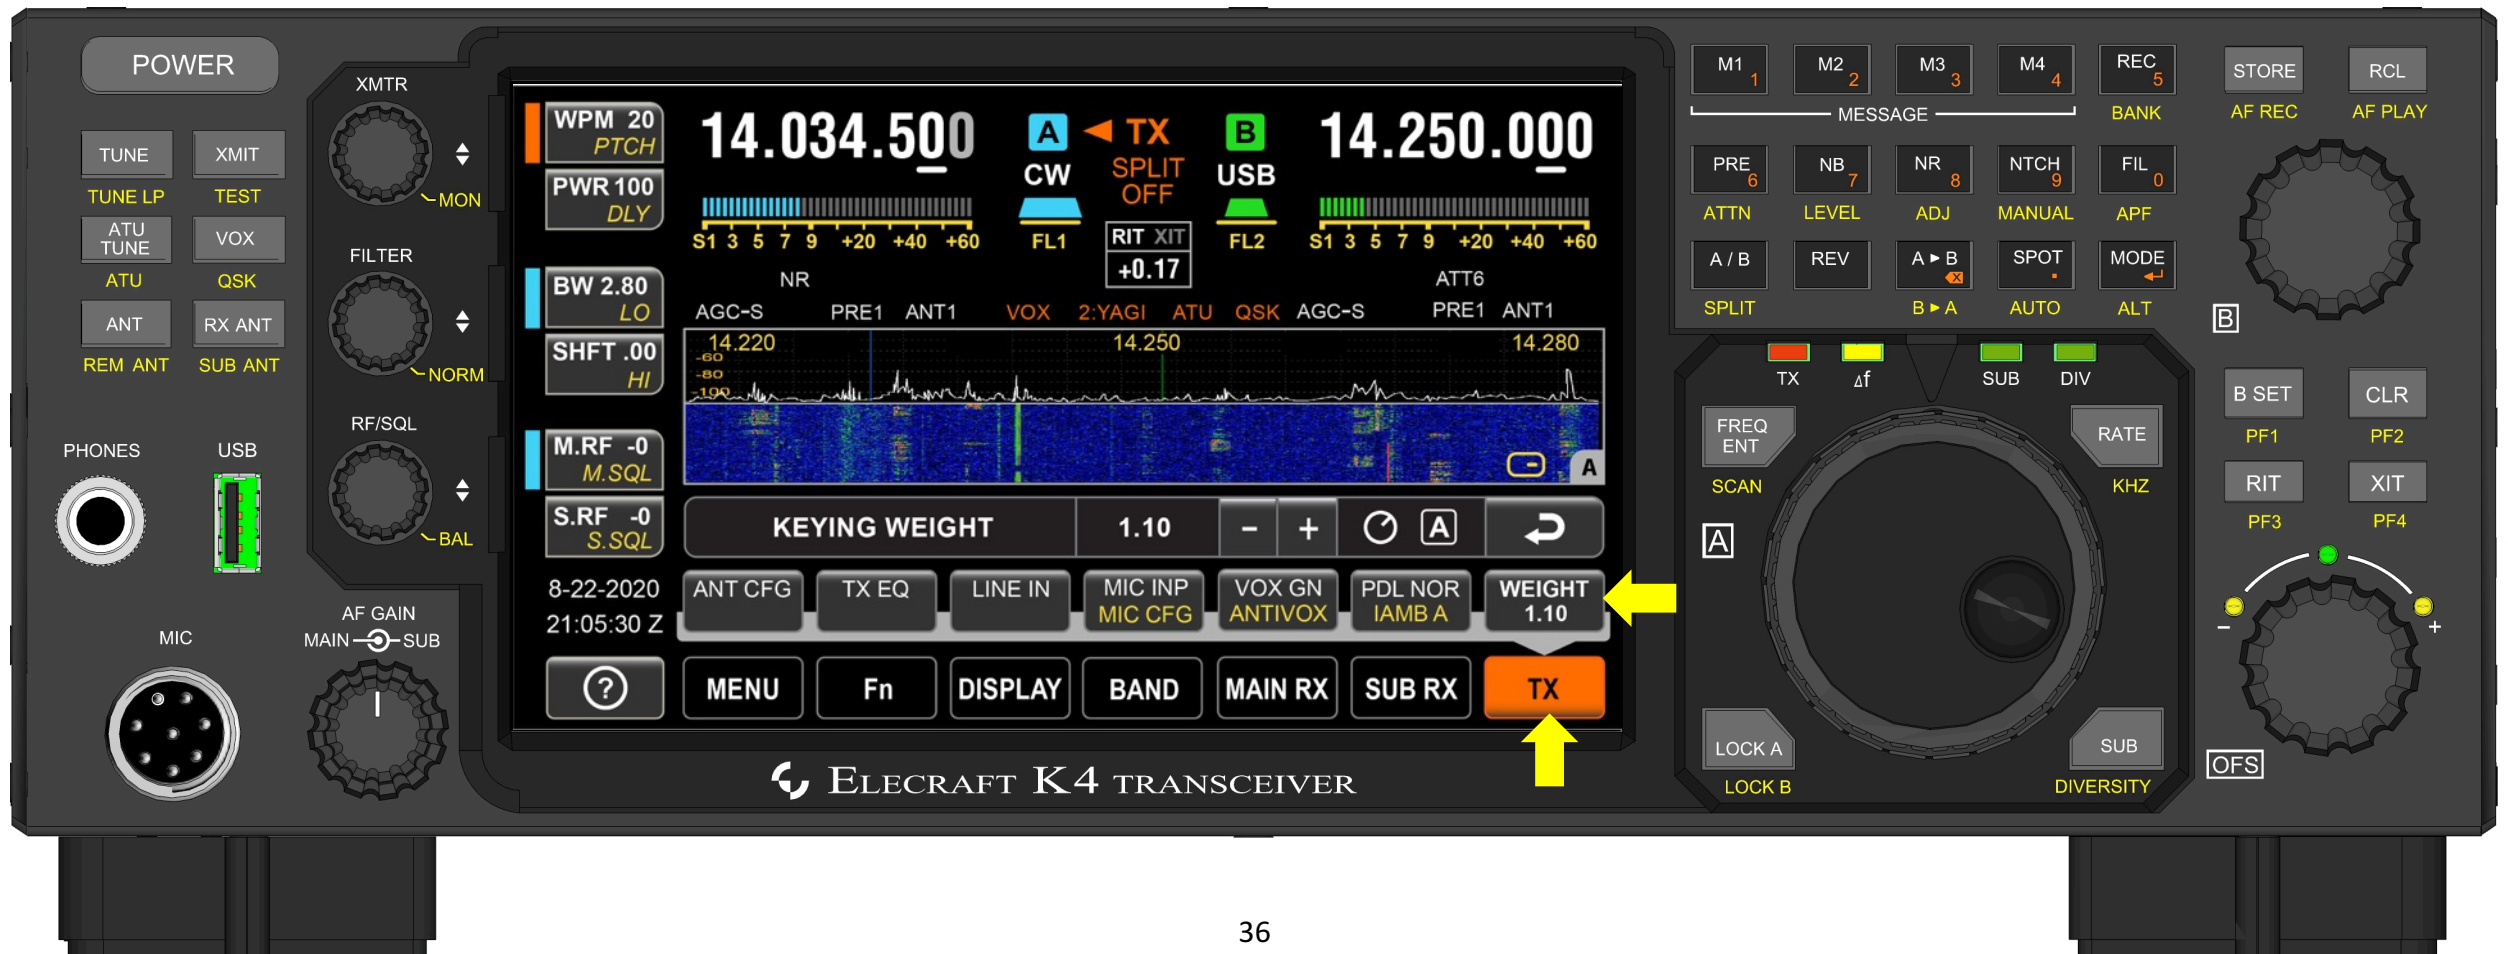 POWER
TUNE XMIT
TUNE LP TEST
ATU TUNE VOX
ATU QSK
ANT RX ANT
REM ANT SUB ANT
PHONES USB
MIC
XMTR
MON
FILTER
NORM
RF/SQL
BAL
AF GAIN
MAIN SUB
WPM 20
PTCH
PWR 100
DLY
BW 2.80
LO
SHFT .00
HI
M.RF -0
M.SQL
S.RF -0
S.SQL
8-22-2020
21:05:30 Z
14.034.500 A TX B 14.250.000
CW SPLIT OFF USB
S1 3 5 7 9 +20 +40 +60 FL1 RIT XIT FL2 S1 3 5 7 9 +20 +40 +60
+0.17
NR ATT6
AGC-S PRE1 ANT1 VOX 2:YAGI ATU QSK AGC-S PRE1 ANT1
14.220 14.250 14.280
-60
-80
-100
A
KEYING WEIGHT 1.10 - + A
ANT CFG TX EQ LINE IN MIC INP VOX GN PDL NOR WEIGHT
MIC CFG ANTIVOX IAMB A 1.10
? MENU Fn DISPLAY BAND MAIN RX SUB RX TX
ELECRAFT K4 TRANSCEIVER
M1 1 M2 2 M3 3 M4 4 REC 5
MESSAGE BANK
PRE 6 NB 7 NR 8 NTCH 9 FIL 0
ATTN LEVEL ADJ MANUAL APF
A / B REV A ▸ B SPOT . MODE
SPLIT B ▸ A AUTO ALT
TX Δf SUB DIV
FREQ ENT RATE
SCAN KHZ
A
LOCK A SUB
LOCK B DIVERSITY
STORE RCL
AF REC AF PLAY
B
B SET CLR
PF1 PF2
RIT XIT
PF3 PF4
- +
OFS
36